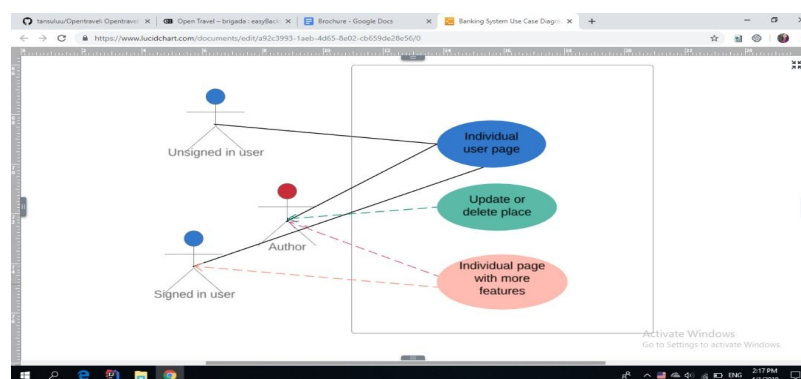 tansuluu/Opentravel: Opentravel
Open Travel – brigada : easyBack
Brochure - Google Docs
Banking System Use Case Diagra
https://www.lucidchart.com/documents/edit/a92c3993-1aeb-4d65-8e02-cb659de28e56/0
Unsigned in user
Individual
user page
Update or
delete place
Author
Individual page
with more
features
Signed in user
Activate Windows
Go to Settings to activate Windows.
ENG
2:17 PM